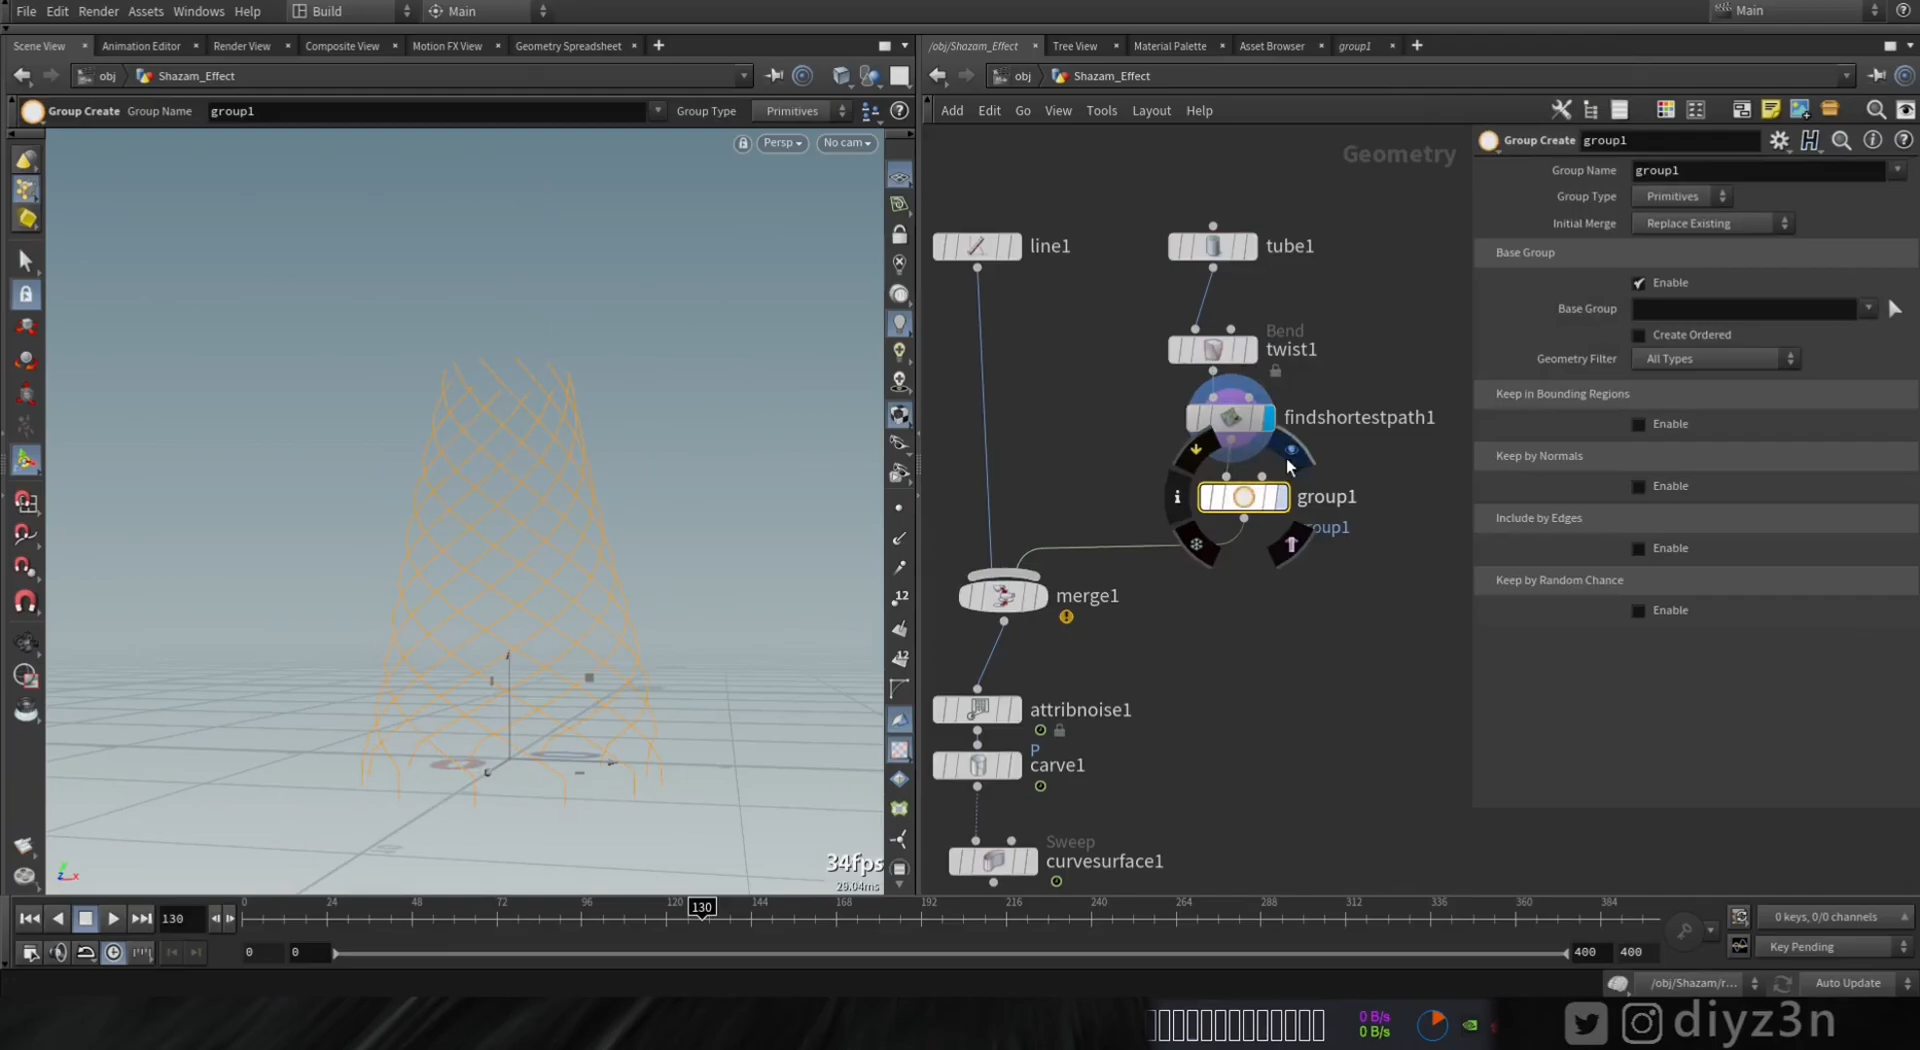 File Edit Render Assets Windows Help Build Main Main
Scene View Animation Editor Render View Composite View Motion FX View Geometry Spreadsheet /obj/Shazam_Effect Tree View Material Palette Asset Browser group1
obj Shazam_Effect obj Shazam_Effect
Group Create Group Name group1 Group Type Primitives
Add Edit Go View Tools Layout Help
Persp No cam
Geometry
Group Create group1
Group Name group1
Group Type Primitives
Initial Merge Replace Existing
Base Group
Enable
Base Group
Create Ordered
Geometry Filter All Types
Keep in Bounding Regions
Enable
Keep by Normals
Enable
Include by Edges
Enable
Keep by Random Chance
Enable
line1
tube1
Bend
twist1
findshortestpath1
group1
roup1
merge1
attribnoise1
P
carve1
Sweep
curvesurface1
12
12
34fps
29.04ms
0 24 48 72 96 120 144 168 192 216 240 264 288 312 336 360 384
130 130
0 keys, 0/0 channels
0 0 400 400
Key Pending
/obj/Shazam/r... Auto Update
0 B/s
0 B/s
diyz3n